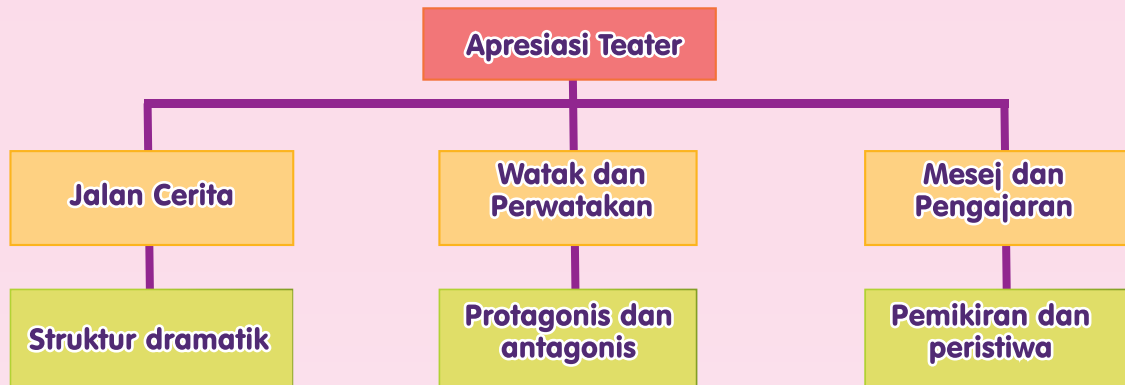 Apresiasi Teater
Jalan Cerita
Watak dan
Perwatakan
Mesej dan
Pengajaran
Struktur dramatik
Protagonis dan
antagonis
Pemikiran dan
peristiwa